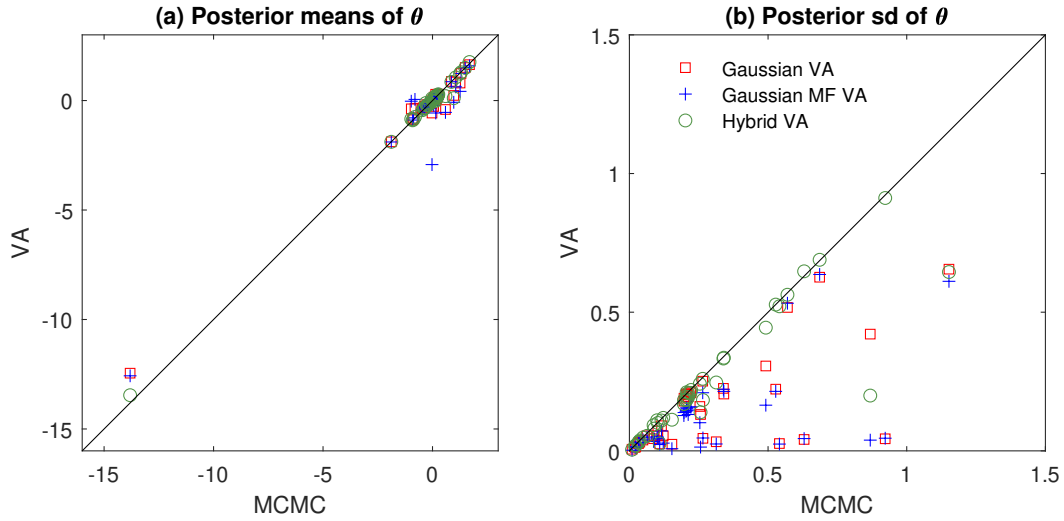 (a) Posterior means of θ
0
-5
-10
-15
VA
-15
-10
-5
0
MCMC
(b) Posterior sd of θ
1.5
1
0.5
0
VA
Gaussian VA
Gaussian MF VA
Hybrid VA
0
0.5
1
1.5
MCMC